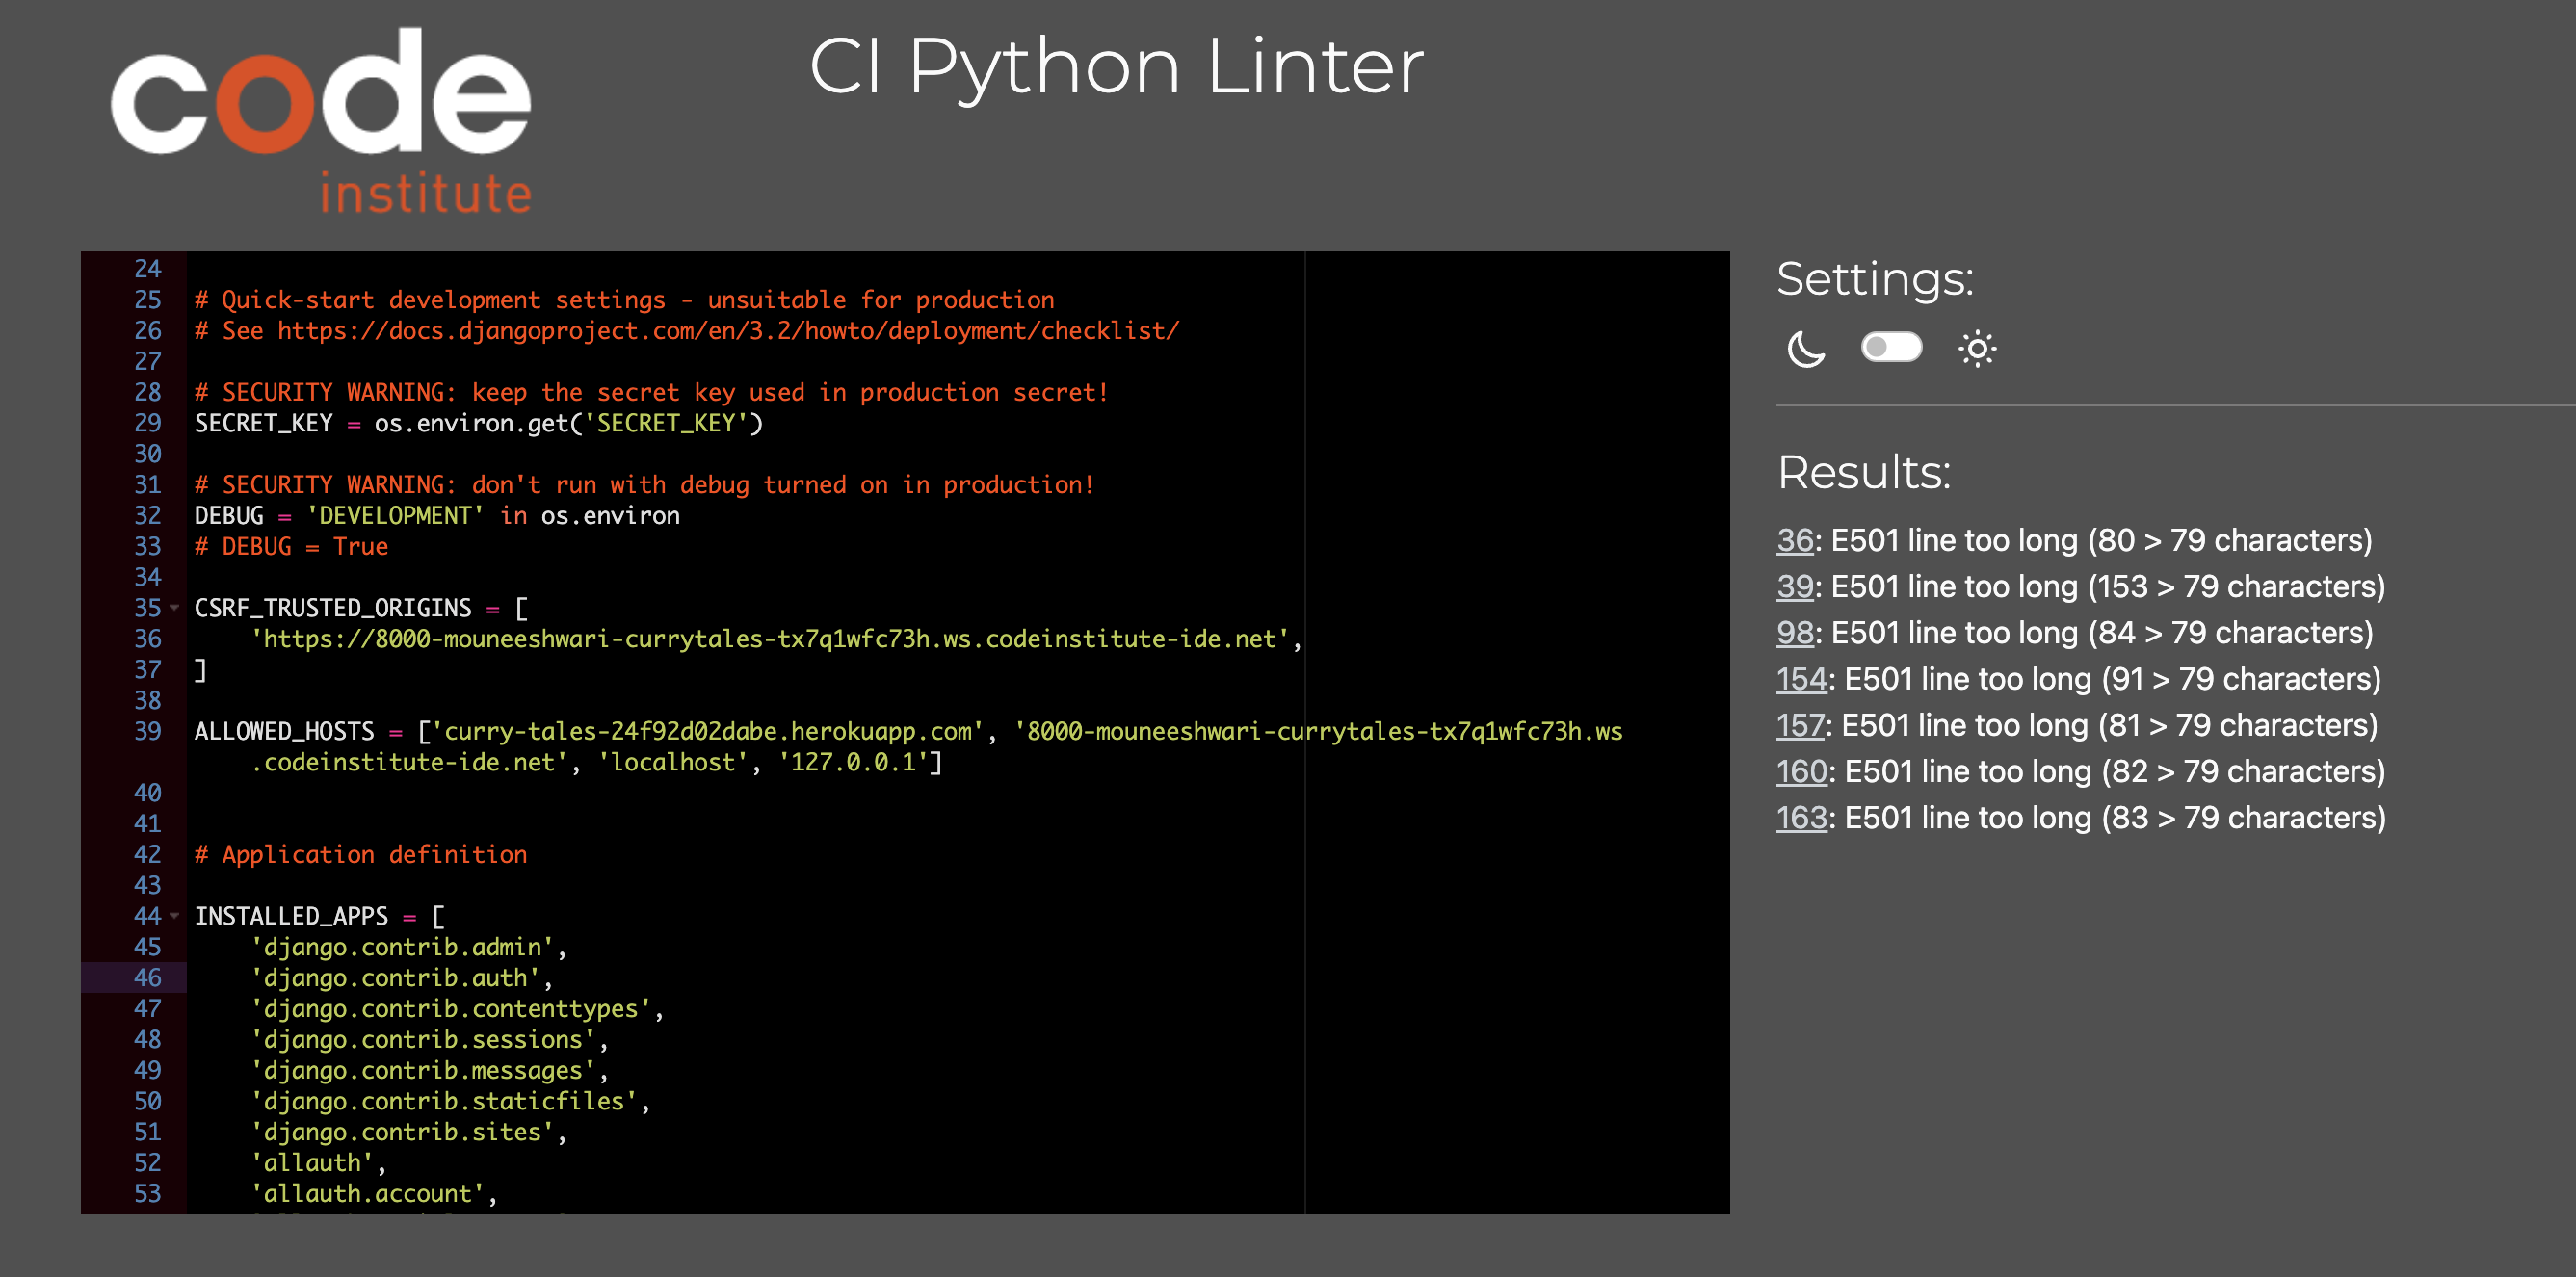 code
institute
CI Python Linter
24
25 # Quick-start development settings - unsuitable for production
26 # See https://docs.djangoproject.com/en/3.2/howto/deployment/checklist/
27
28 # SECURITY WARNING: keep the secret key used in production secret!
29 SECRET_KEY = os.environ.get('SECRET_KEY')
30
31 # SECURITY WARNING: don't run with debug turned on in production!
32 DEBUG = 'DEVELOPMENT' in os.environ
33 # DEBUG = True
34
35 CSRF_TRUSTED_ORIGINS = [
36     'https://8000-mouneeshwari-currytales-tx7q1wfc73h.ws.codeinstitute-ide.net',
37 ]
38
39 ALLOWED_HOSTS = ['curry-tales-24f92d02dabe.herokuapp.com', '8000-mouneeshwari-currytales-tx7q1wfc73h.ws
    .codeinstitute-ide.net', 'localhost', '127.0.0.1']
40
41
42 # Application definition
43
44 INSTALLED_APPS = [
45     'django.contrib.admin',
46     'django.contrib.auth',
47     'django.contrib.contenttypes',
48     'django.contrib.sessions',
49     'django.contrib.messages',
50     'django.contrib.staticfiles',
51     'django.contrib.sites',
52     'allauth',
53     'allauth.account',
Settings:
Results:
36: E501 line too long (80 > 79 characters)
39: E501 line too long (153 > 79 characters)
98: E501 line too long (84 > 79 characters)
154: E501 line too long (91 > 79 characters)
157: E501 line too long (81 > 79 characters)
160: E501 line too long (82 > 79 characters)
163: E501 line too long (83 > 79 characters)